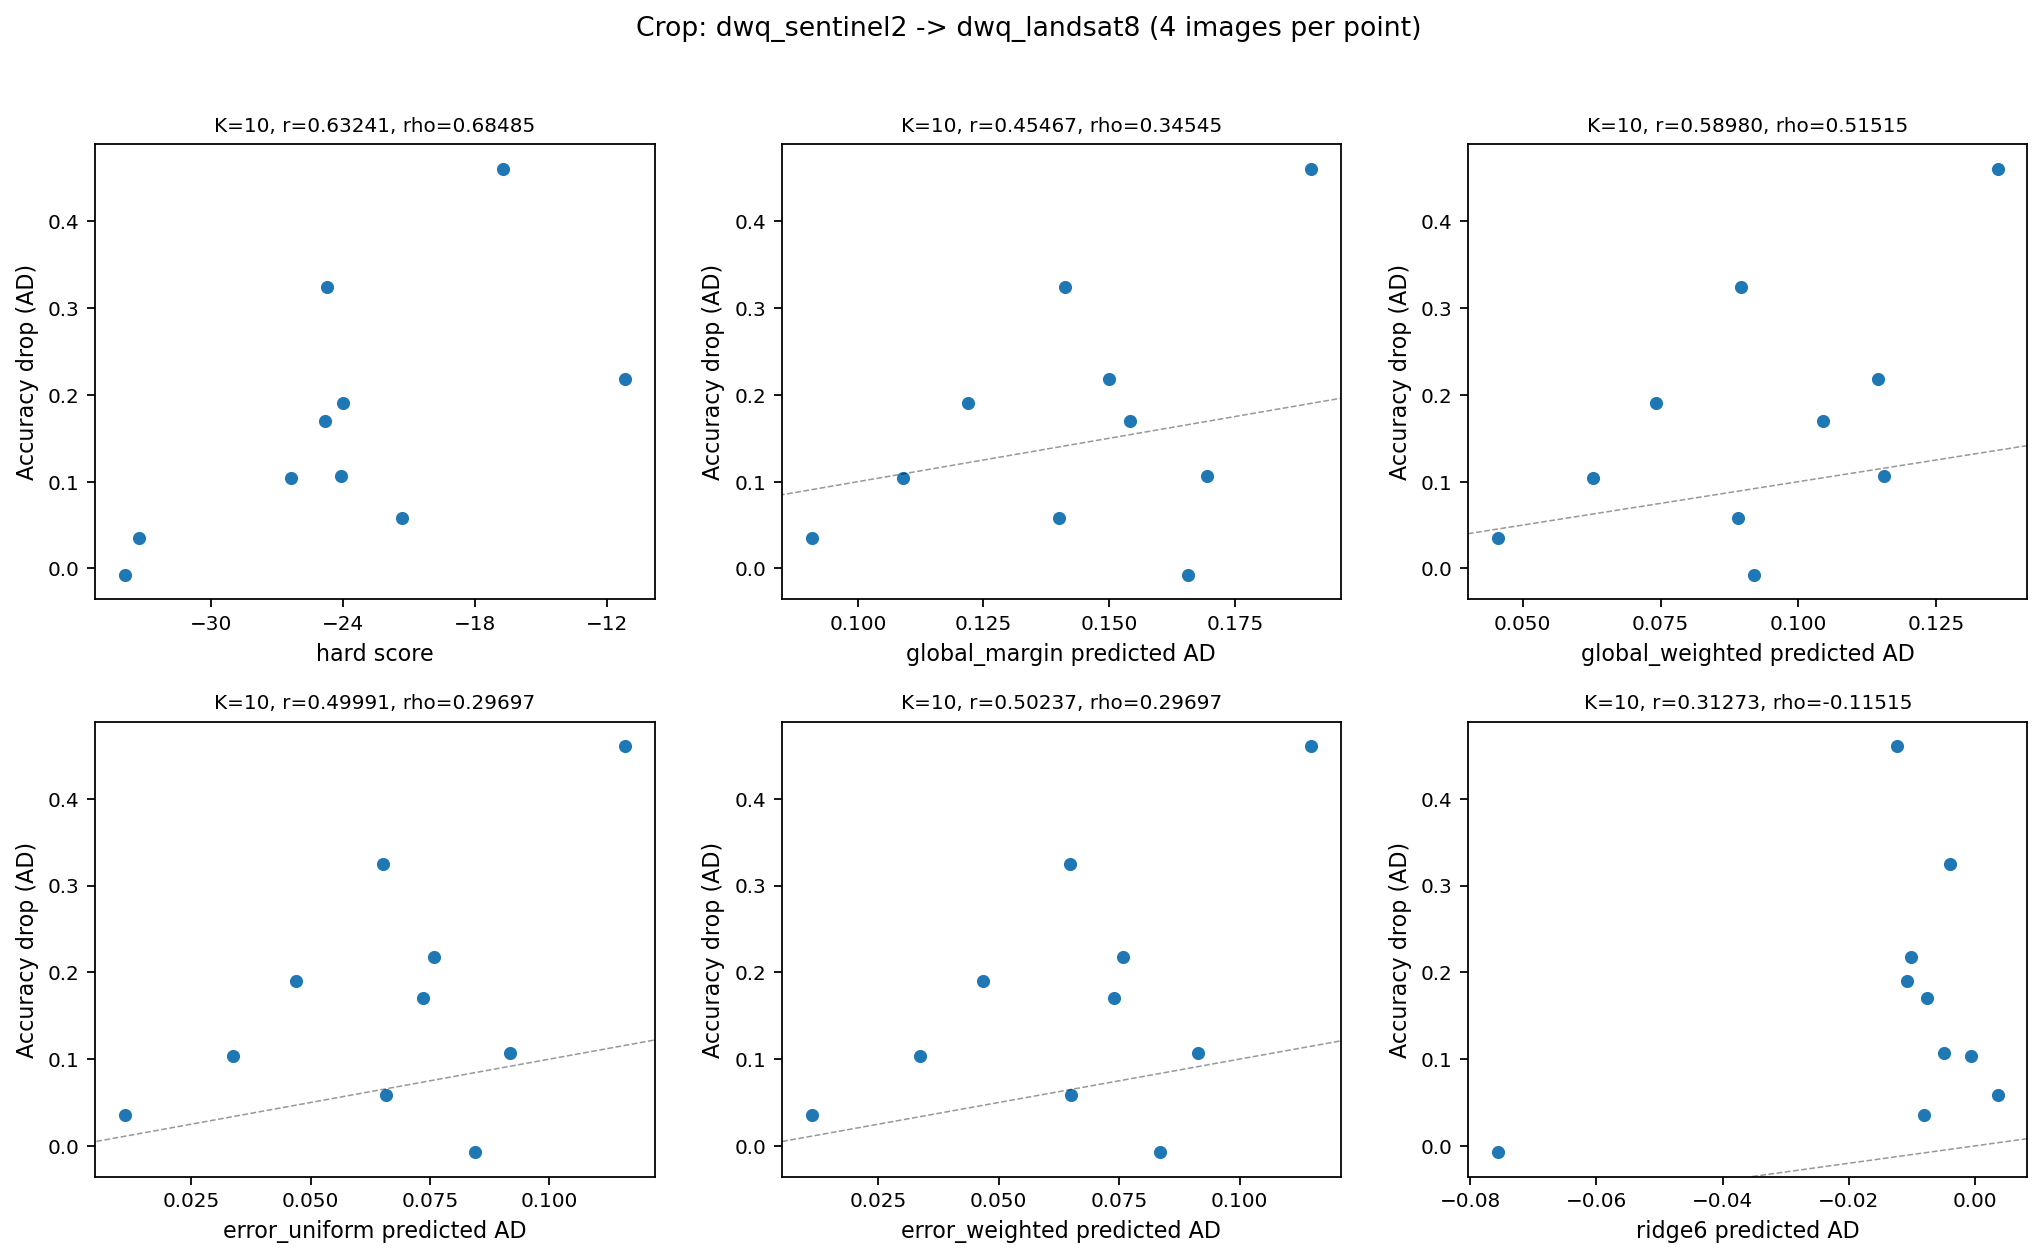 Crop: dwq_sentinel2 -> dwq_landsat8 (4 images per point)
K=10, r=0.63241, rho=0.68485
Accuracy drop (AD)
0.4
0.3
0.2
0.1
0.0
−30 −24 −18 −12
hard score
K=10, r=0.45467, rho=0.34545
Accuracy drop (AD)
0.4
0.3
0.2
0.1
0.0
0.100 0.125 0.150 0.175
global_margin predicted AD
K=10, r=0.58980, rho=0.51515
Accuracy drop (AD)
0.4
0.3
0.2
0.1
0.0
0.050 0.075 0.100 0.125
global_weighted predicted AD
K=10, r=0.49991, rho=0.29697
Accuracy drop (AD)
0.4
0.3
0.2
0.1
0.0
0.025 0.050 0.075 0.100
error_uniform predicted AD
K=10, r=0.50237, rho=0.29697
Accuracy drop (AD)
0.4
0.3
0.2
0.1
0.0
0.025 0.050 0.075 0.100
error_weighted predicted AD
K=10, r=0.31273, rho=-0.11515
Accuracy drop (AD)
0.4
0.3
0.2
0.1
0.0
−0.08 −0.06 −0.04 −0.02 0.00
ridge6 predicted AD